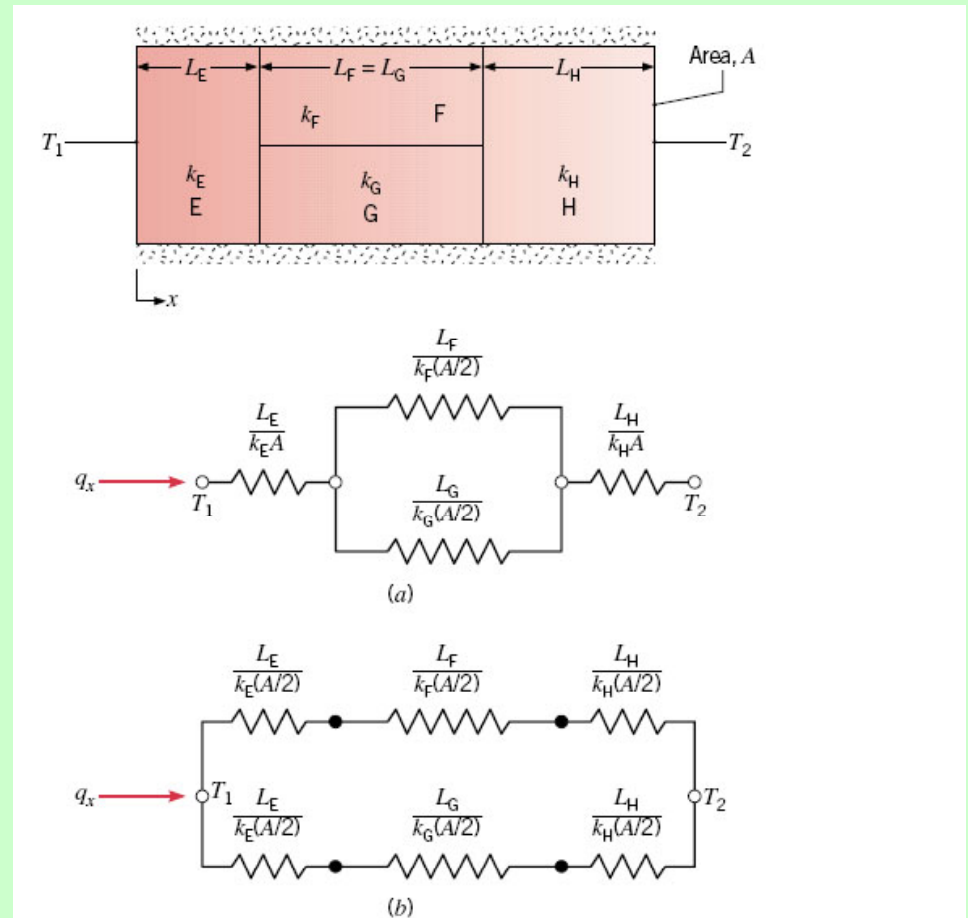 Area, A
L_E L_F = L_G L_H
k_F F
T_1 T_2
k_E k_G k_H
E G H
x
L_F
k_F(A/2)
L_E L_H
k_E A k_H A
q_x
T_1 T_2
L_G
k_G(A/2)
(a)
L_E L_F L_H
k_E(A/2) k_F(A/2) k_H(A/2)
q_x T_1 T_2
L_E L_G L_H
k_E(A/2) k_G(A/2) k_H(A/2)
(b)